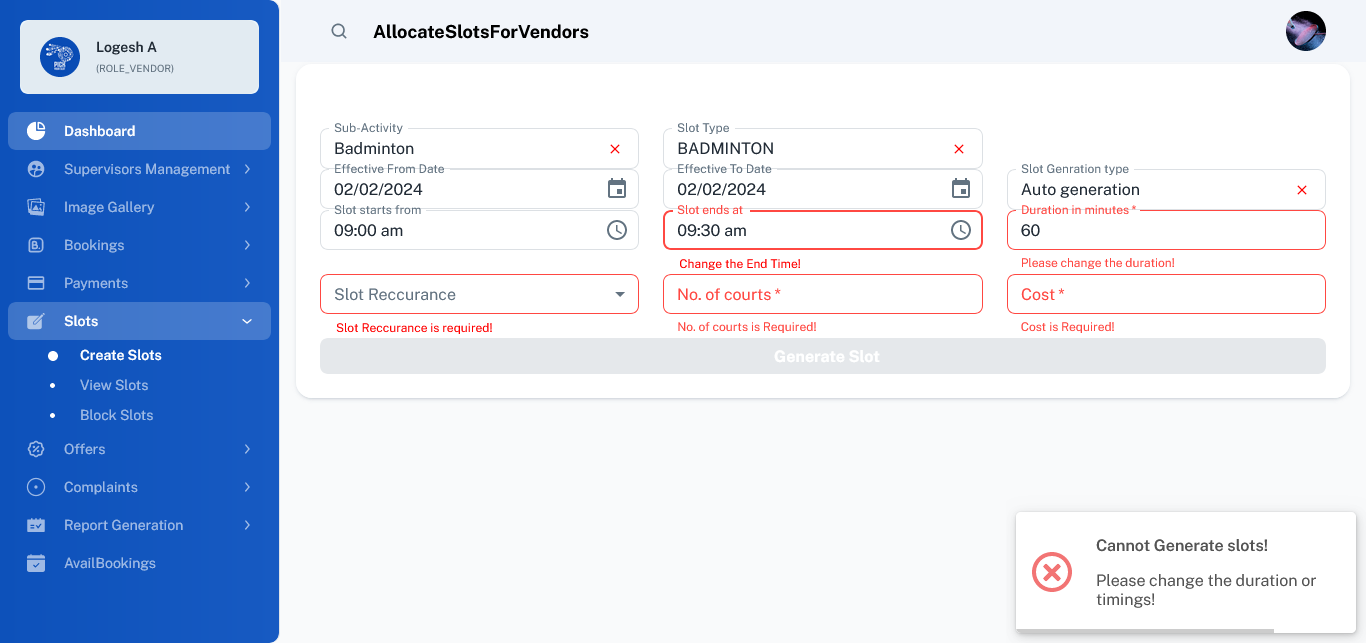 Logesh A
(ROLE_VENDOR)
Dashboard
Supervisors Management
Image Gallery
Bookings
Payments
Slots
Create Slots
View Slots
Block Slots
Offers
Complaints
Report Generation
AvailBookings
AllocateSlotsForVendors
Sub-Activity
Badminton
Slot Type
BADMINTON
Effective From Date
02/02/2024
Effective To Date
02/02/2024
Slot Genration type
Auto generation
Slot starts from
09:00 am
Slot ends at
09:30 am
Change the End Time!
Duration in minutes *
60
Please change the duration!
Slot Reccurance
Slot Reccurance is required!
No. of courts *
No. of courts is Required!
Cost *
Cost is Required!
Generate Slot
Cannot Generate slots!
Please change the duration or
timings!